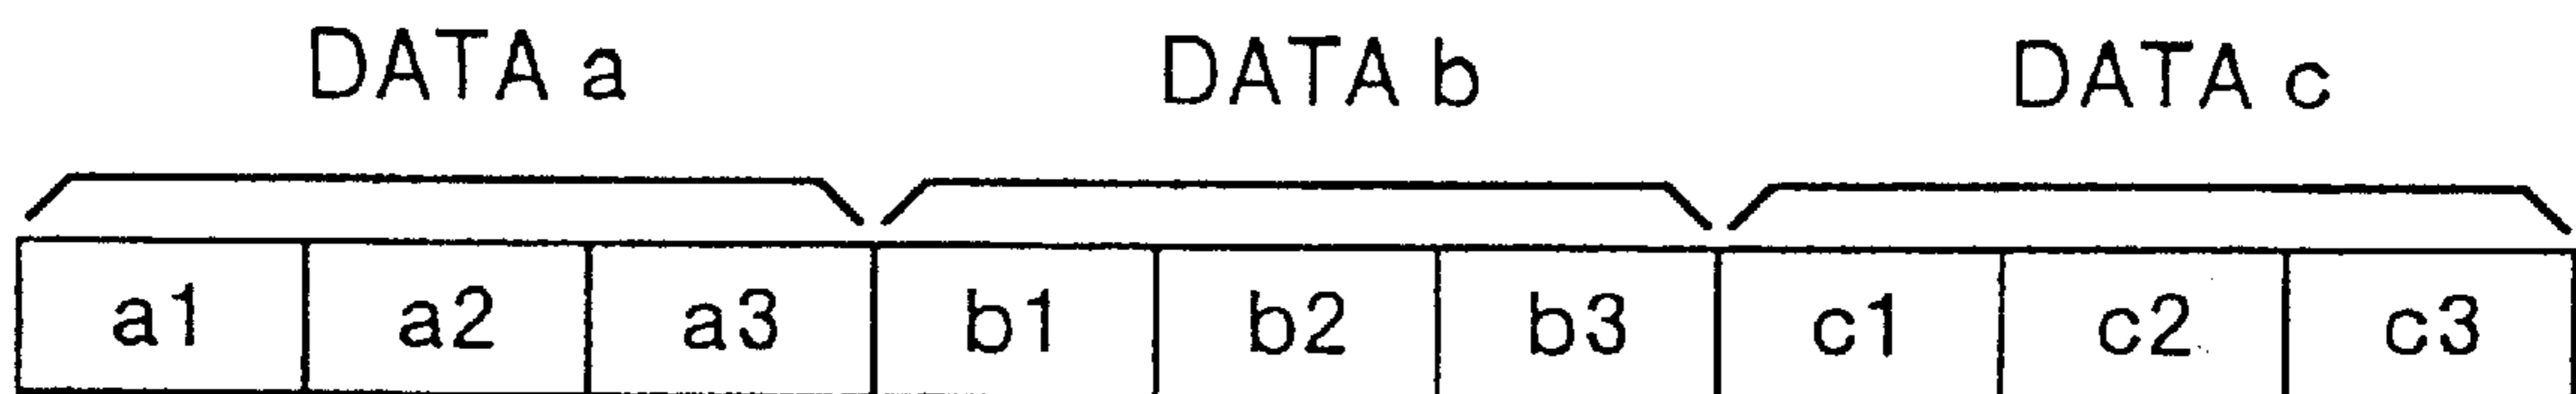 DATA a DATA b DATA c
a1 a2 a3 b1 b2 b3 c1 c2 c3